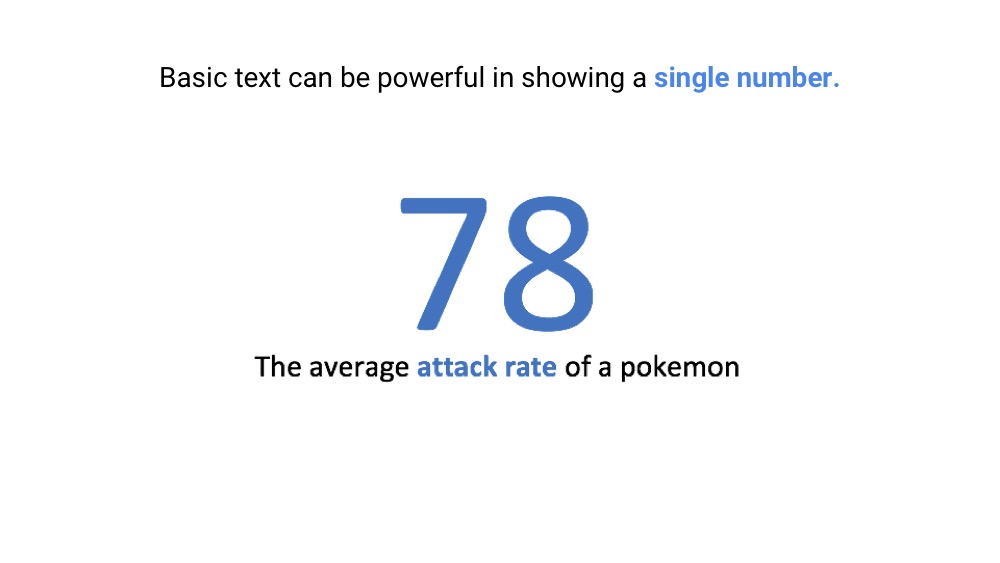 Basic text can be powerful in showing a single number.
78
The average attack rate of a pokemon